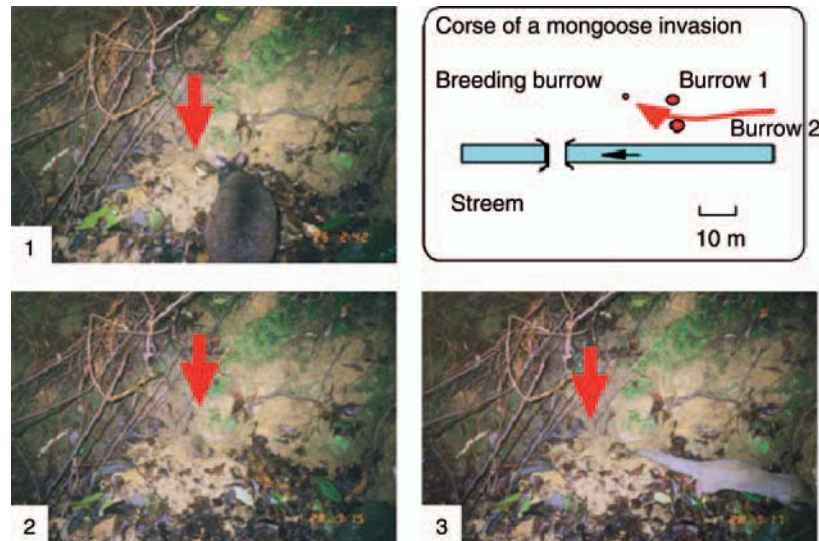 1
Corse of a mongoose invasion
Breeding burrow
Burrow 1
Burrow 2
Streem
10 m
2
3